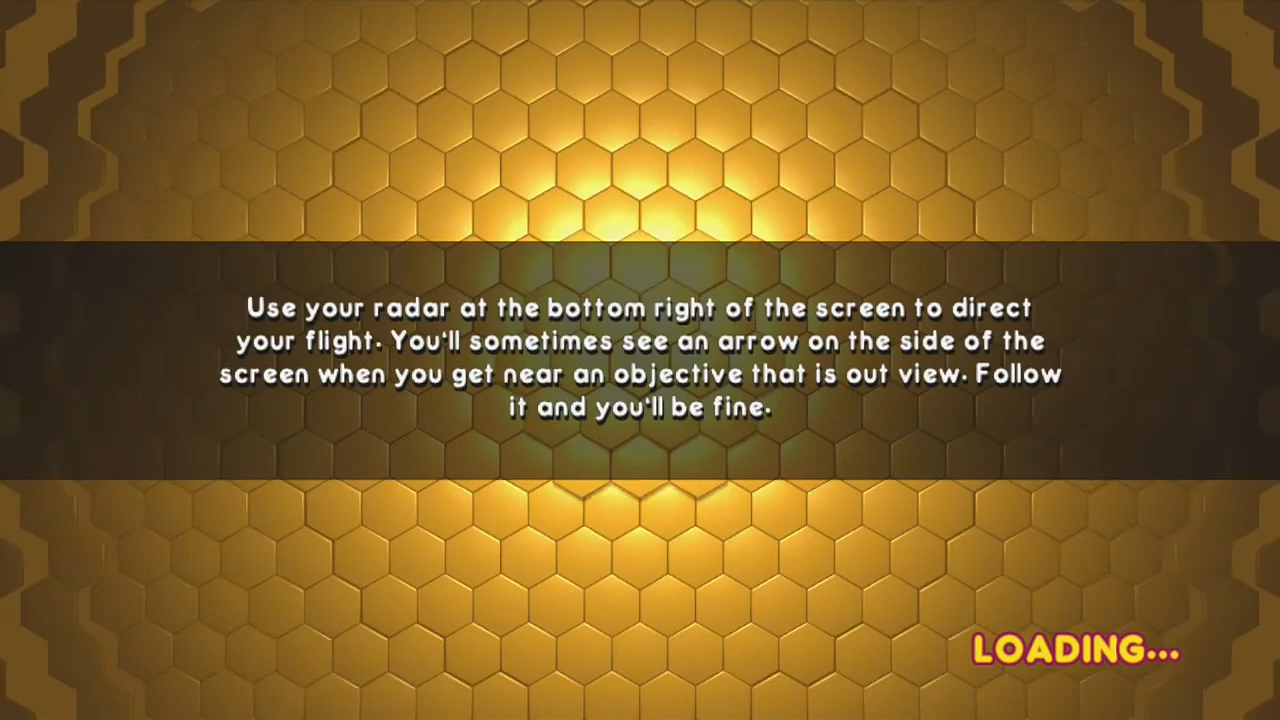 Use your radar at the bottom right of the screen to direct
your flight. You'll sometimes see an arrow on the side of the
screen when you get near an objective that is out view. Follow
it and you'll be fine.
LOADING...